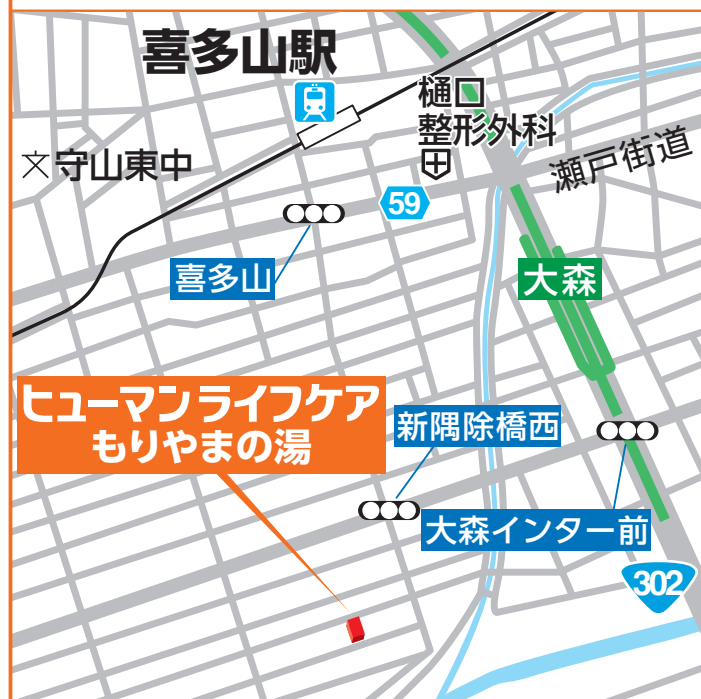 喜多山駅
樋口
整形外科
守山東中
瀬戸街道
59
喜多山
大森
ヒューマンライフケア
もりやまの湯
新隅除橋西
大森インター前
302